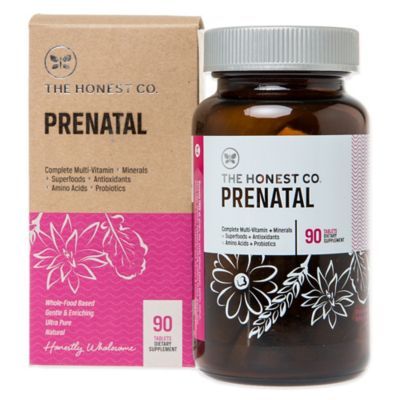 THE HONEST CO.
PRENATAL
Complete Multi-Vitamin + Minerals
+ Superfoods + Antioxidants
+ Amino Acids + Probiotics
Whole-Food Based
Gentle & Enriching
Ultra Pure
Natural
Honestly Wholesome
90
TABLETS
DIETARY
SUPPLEMENT
THE HONEST CO.
PRENATAL
Complete Multi-Vitamin + Minerals
+ Superfoods + Antioxidants
+ Amino Acids + Probiotics
90
TABLETS
DIETARY
SUPPLEMENT